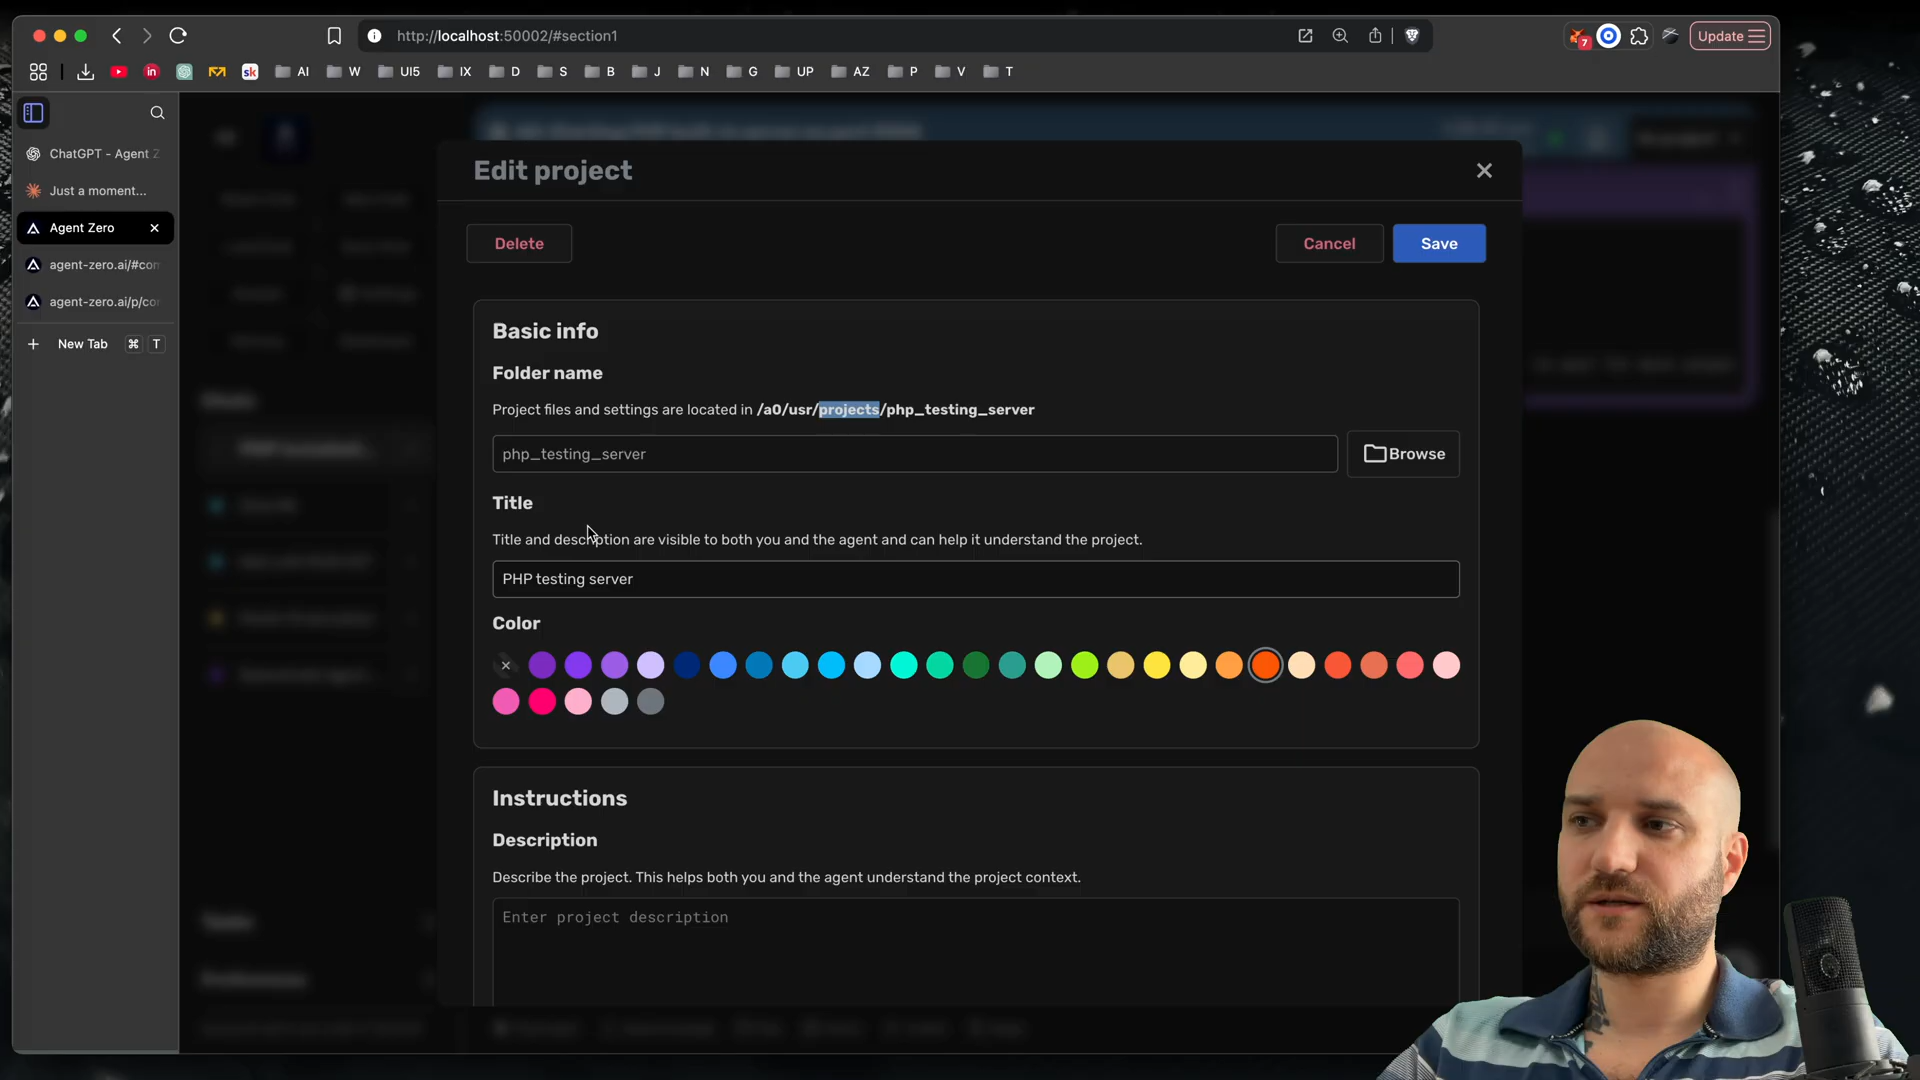 http://localhost:50002/#section1
7
Update
sk
AI
W
UI5
IX
D
S
B
J
N
G
UP
AZ
P
V
T
ChatGPT - Agent Z
Just a moment...
Agent Zero
agent-zero.ai/#con
agent-zero.ai/p/co
New Tab
⌘ T
Edit project
Delete
Cancel
Save
Basic info
Folder name
Project files and settings are located in /a0/usr/projects/php_testing_server
php_testing_server
Browse
Title
Title and description are visible to both you and the agent and can help it understand the project.
PHP testing server
Color
Instructions
Description
Describe the project. This helps both you and the agent understand the project context.
Enter project description